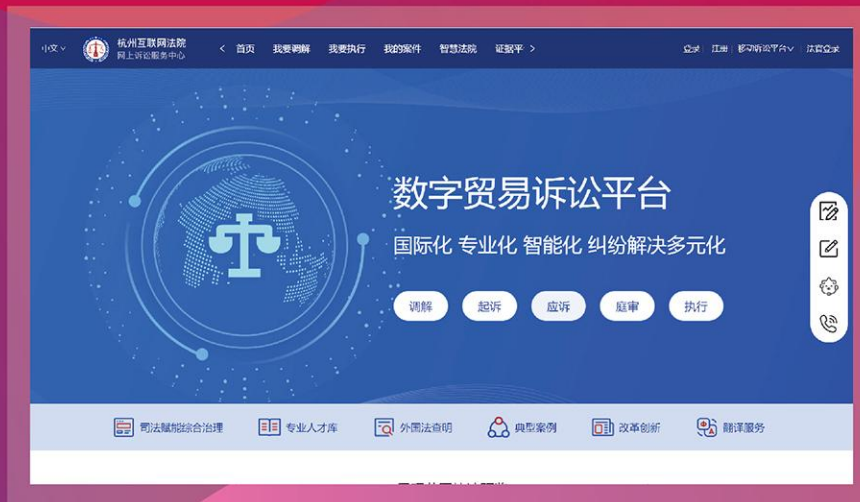 中文
杭州互联网法院
网上诉讼服务中心
< 首页 我要调解 我要执行 我的案件 智慧法院 证据平 >
登录 注册 移动诉讼平台 法官登录
数字贸易诉讼平台
国际化 专业化 智能化 纠纷解决多元化
调解 起诉 应诉 庭审 执行
司法赋能综合治理 专业人才库 外国法查明 典型案例 改革创新 翻译服务